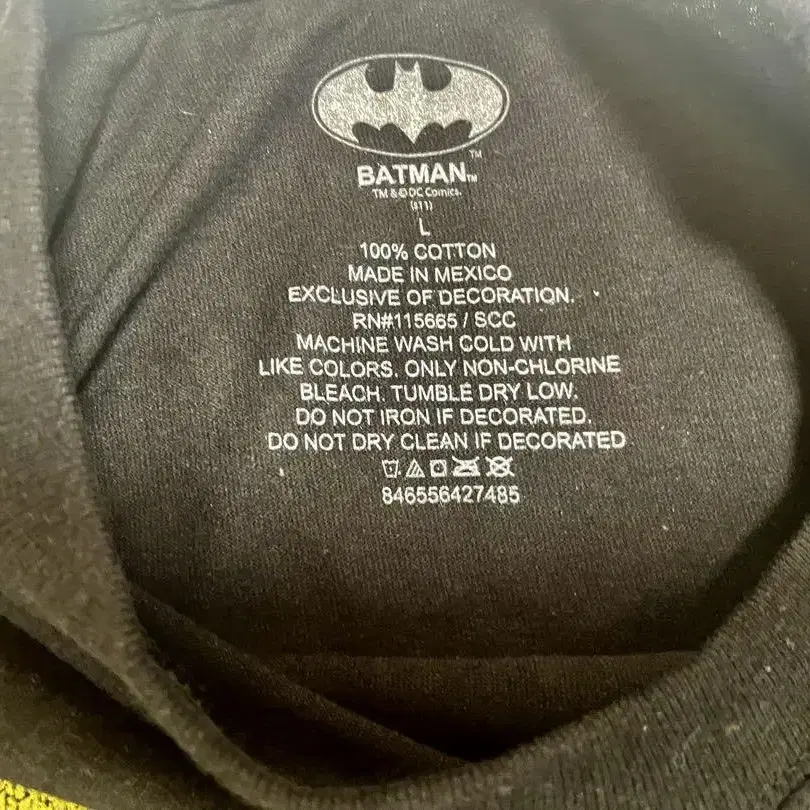 BATMAN™
TM & © DC Comics.
(s11)
L
100% COTTON
MADE IN MEXICO
EXCLUSIVE OF DECORATION.
RN#115665 / SCC
MACHINE WASH COLD WITH
LIKE COLORS. ONLY NON-CHLORINE
BLEACH. TUMBLE DRY LOW.
DO NOT IRON IF DECORATED.
DO NOT DRY CLEAN IF DECORATED
846556427485